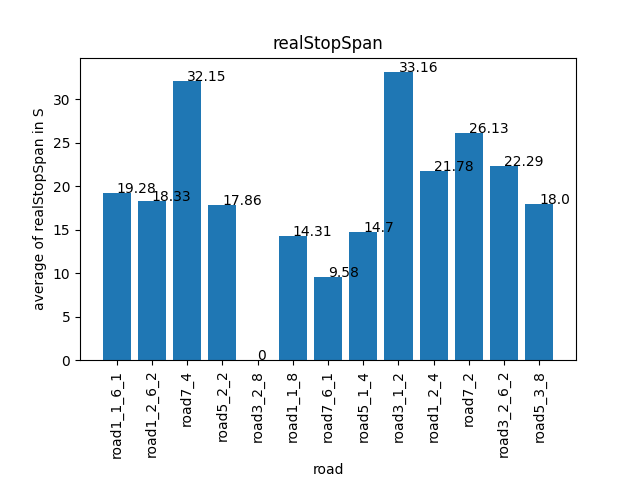 realStopSpan
average of realStopSpan in S
30
25
20
15
10
5
0
19.28
18.33
32.15
17.86
0
14.31
9.58
14.7
33.16
21.78
26.13
22.29
18.0
road1_1_6_1
road1_2_6_2
road7_4
road5_2_2
road3_2_8
road1_1_8
road7_6_1
road5_1_4
road3_1_2
road1_2_4
road7_2
road3_2_6_2
road5_3_8
road